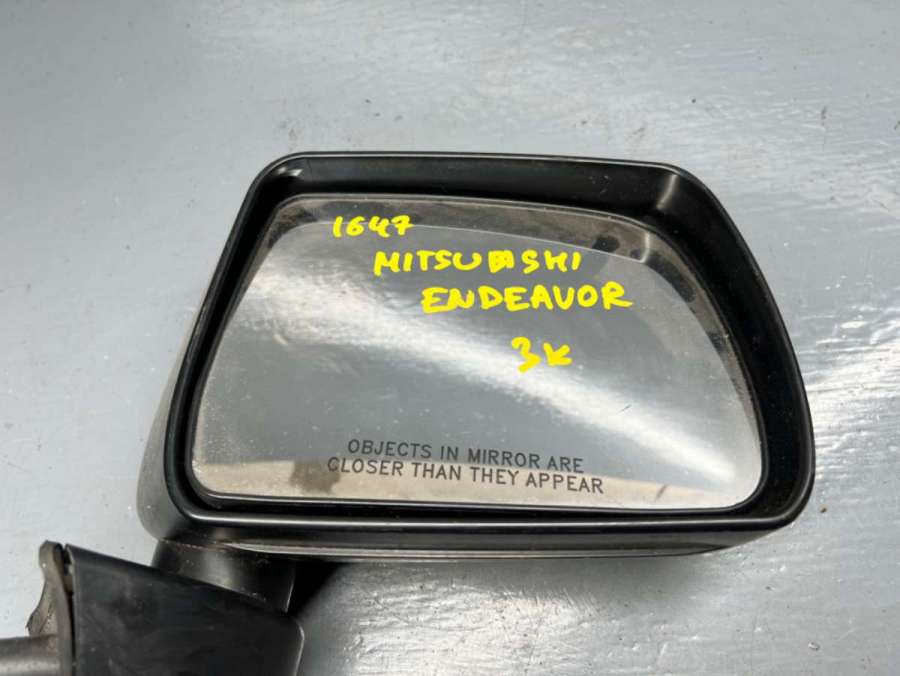 1647
MITSUBISHI
ENDEAVOR
3K
OBJECTS IN MIRROR ARE
CLOSER THAN THEY APPEAR